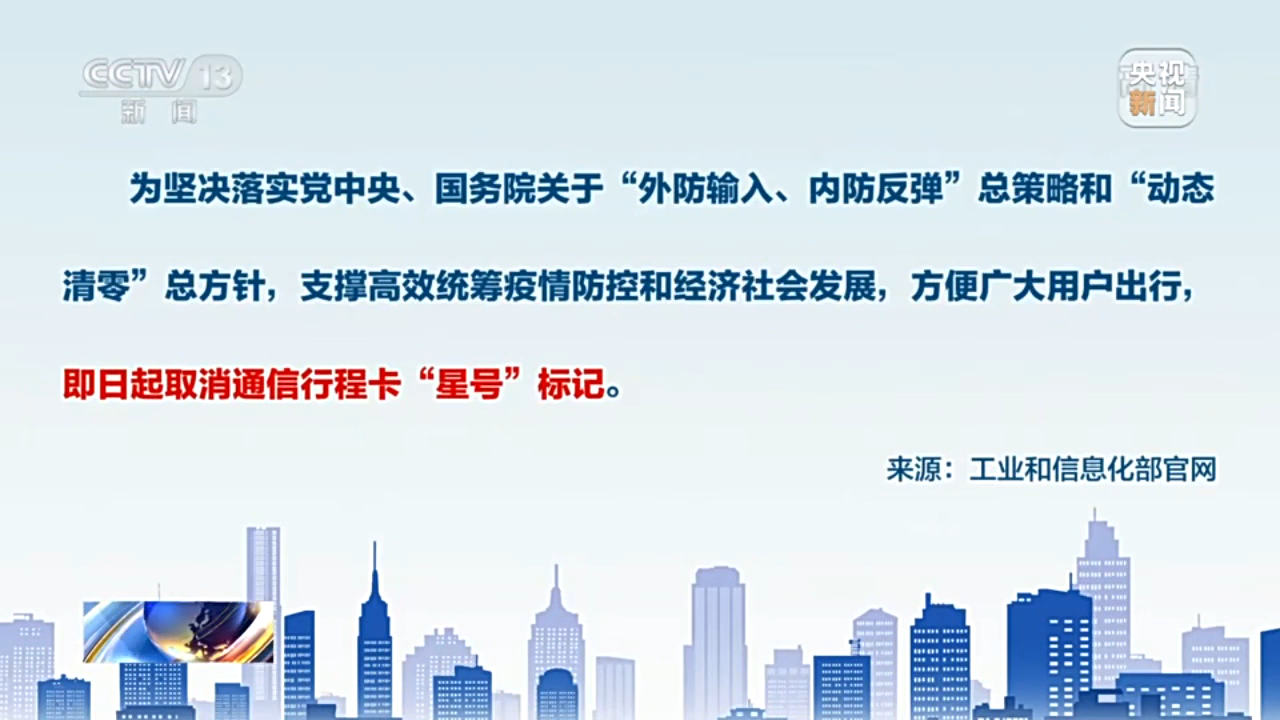 CCTV 13
新闻
央视
新闻
为坚决落实党中央、国务院关于“外防输入、内防反弹”总策略和“动态
清零”总方针，支撑高效统筹疫情防控和经济社会发展，方便广大用户出行，
即日起取消通信行程卡“星号”标记。
来源：工业和信息化部官网